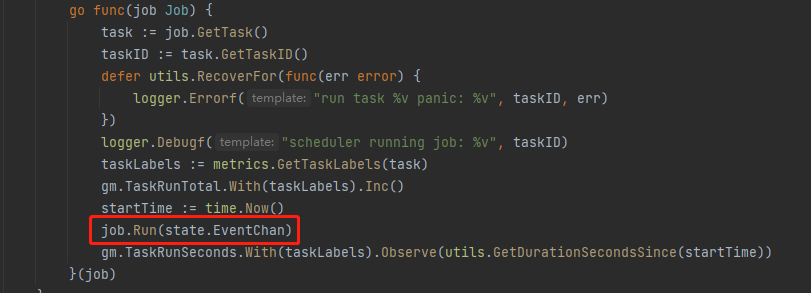 go func(job Job) {
task := job.GetTask()
taskID := task.GetTaskID()
defer utils.RecoverFor(func(err error) {
logger.Errorf( template: "run task %v panic: %v", taskID, err)
})
logger.Debugf( template: "scheduler running job: %v", taskID)
taskLabels := metrics.GetTaskLabels(task)
gm.TaskRunTotal.With(taskLabels).Inc()
startTime := time.Now()
job.Run(state.EventChan)
gm.TaskRunSeconds.With(taskLabels).Observe(utils.GetDurationSecondsSince(startTime))
}(job)